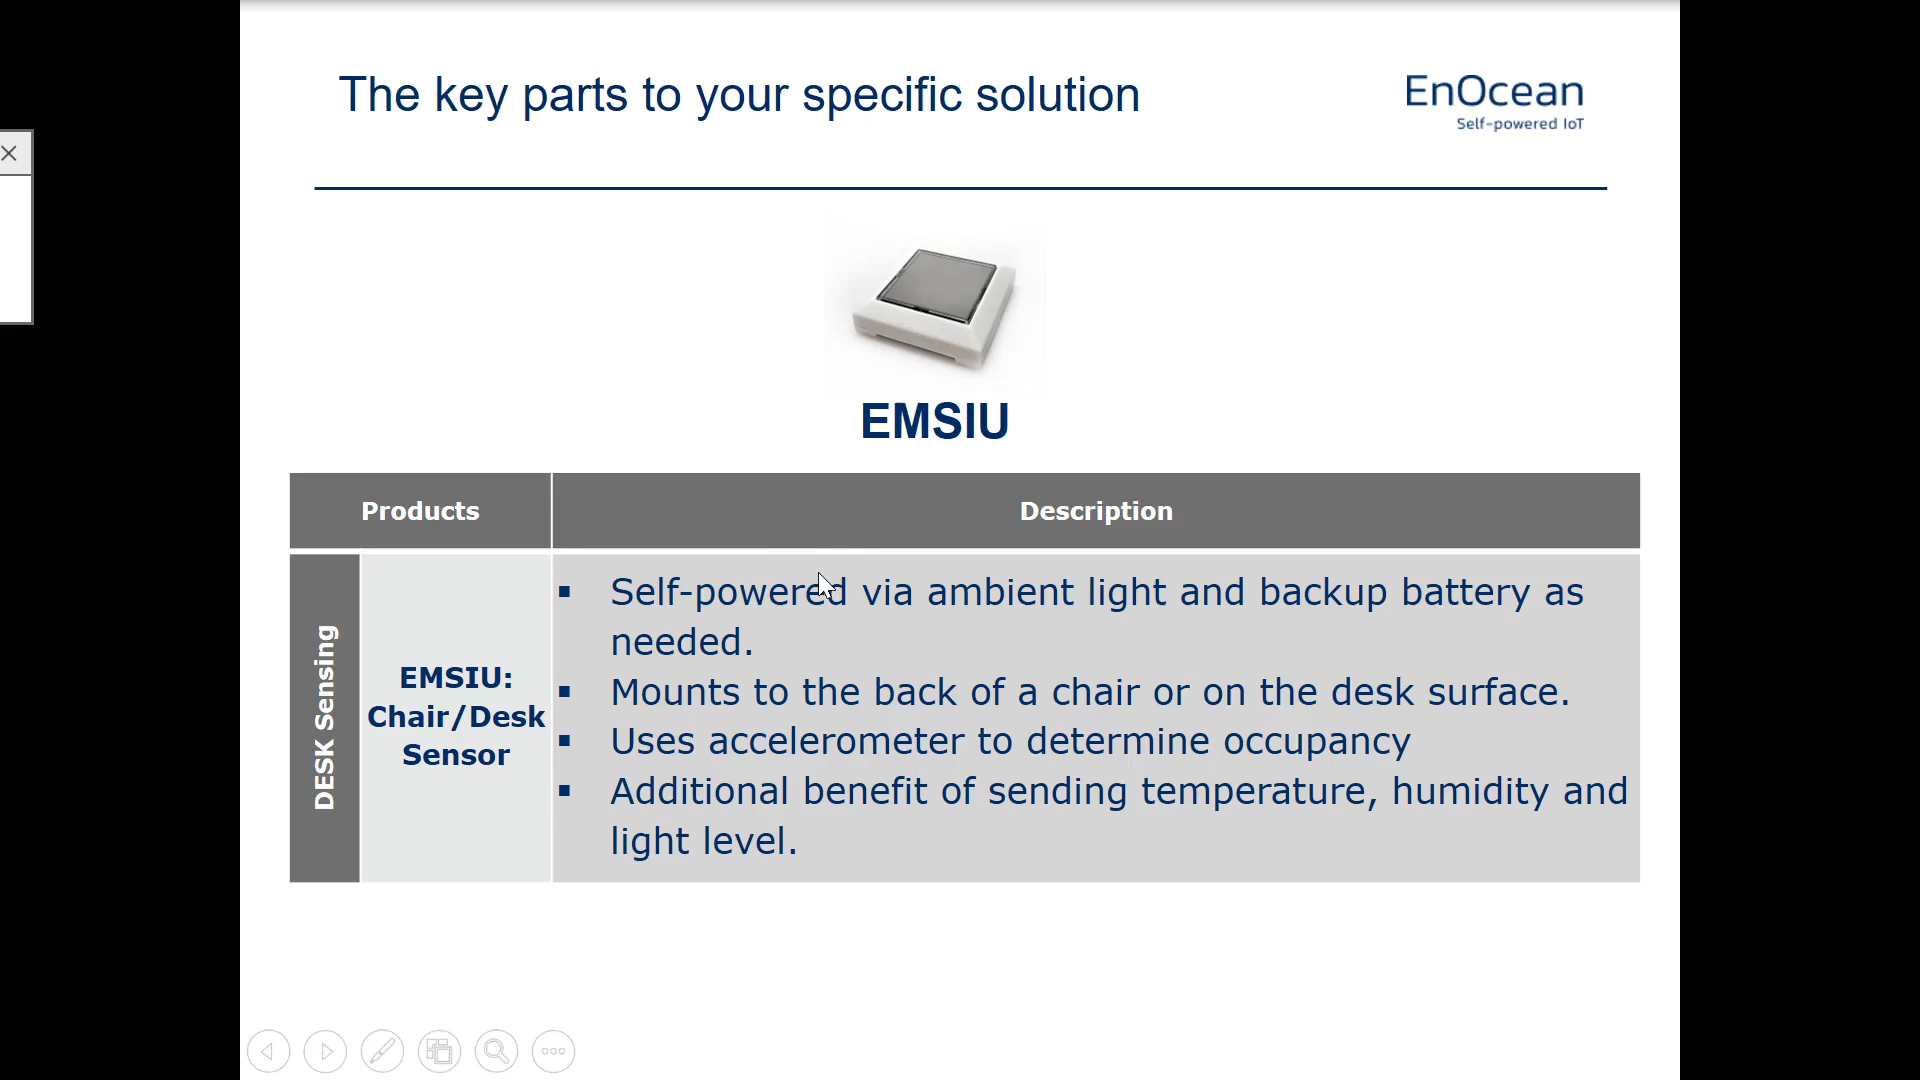 The key parts to your specific solution
EnOcean
Self-powered IoT
EMSIU
Products
Description
DESK Sensing
EMSIU:
Chair/Desk
Sensor
▪ Self-powered via ambient light and backup battery as
needed.
▪ Mounts to the back of a chair or on the desk surface.
▪ Uses accelerometer to determine occupancy
▪ Additional benefit of sending temperature, humidity and
light level.